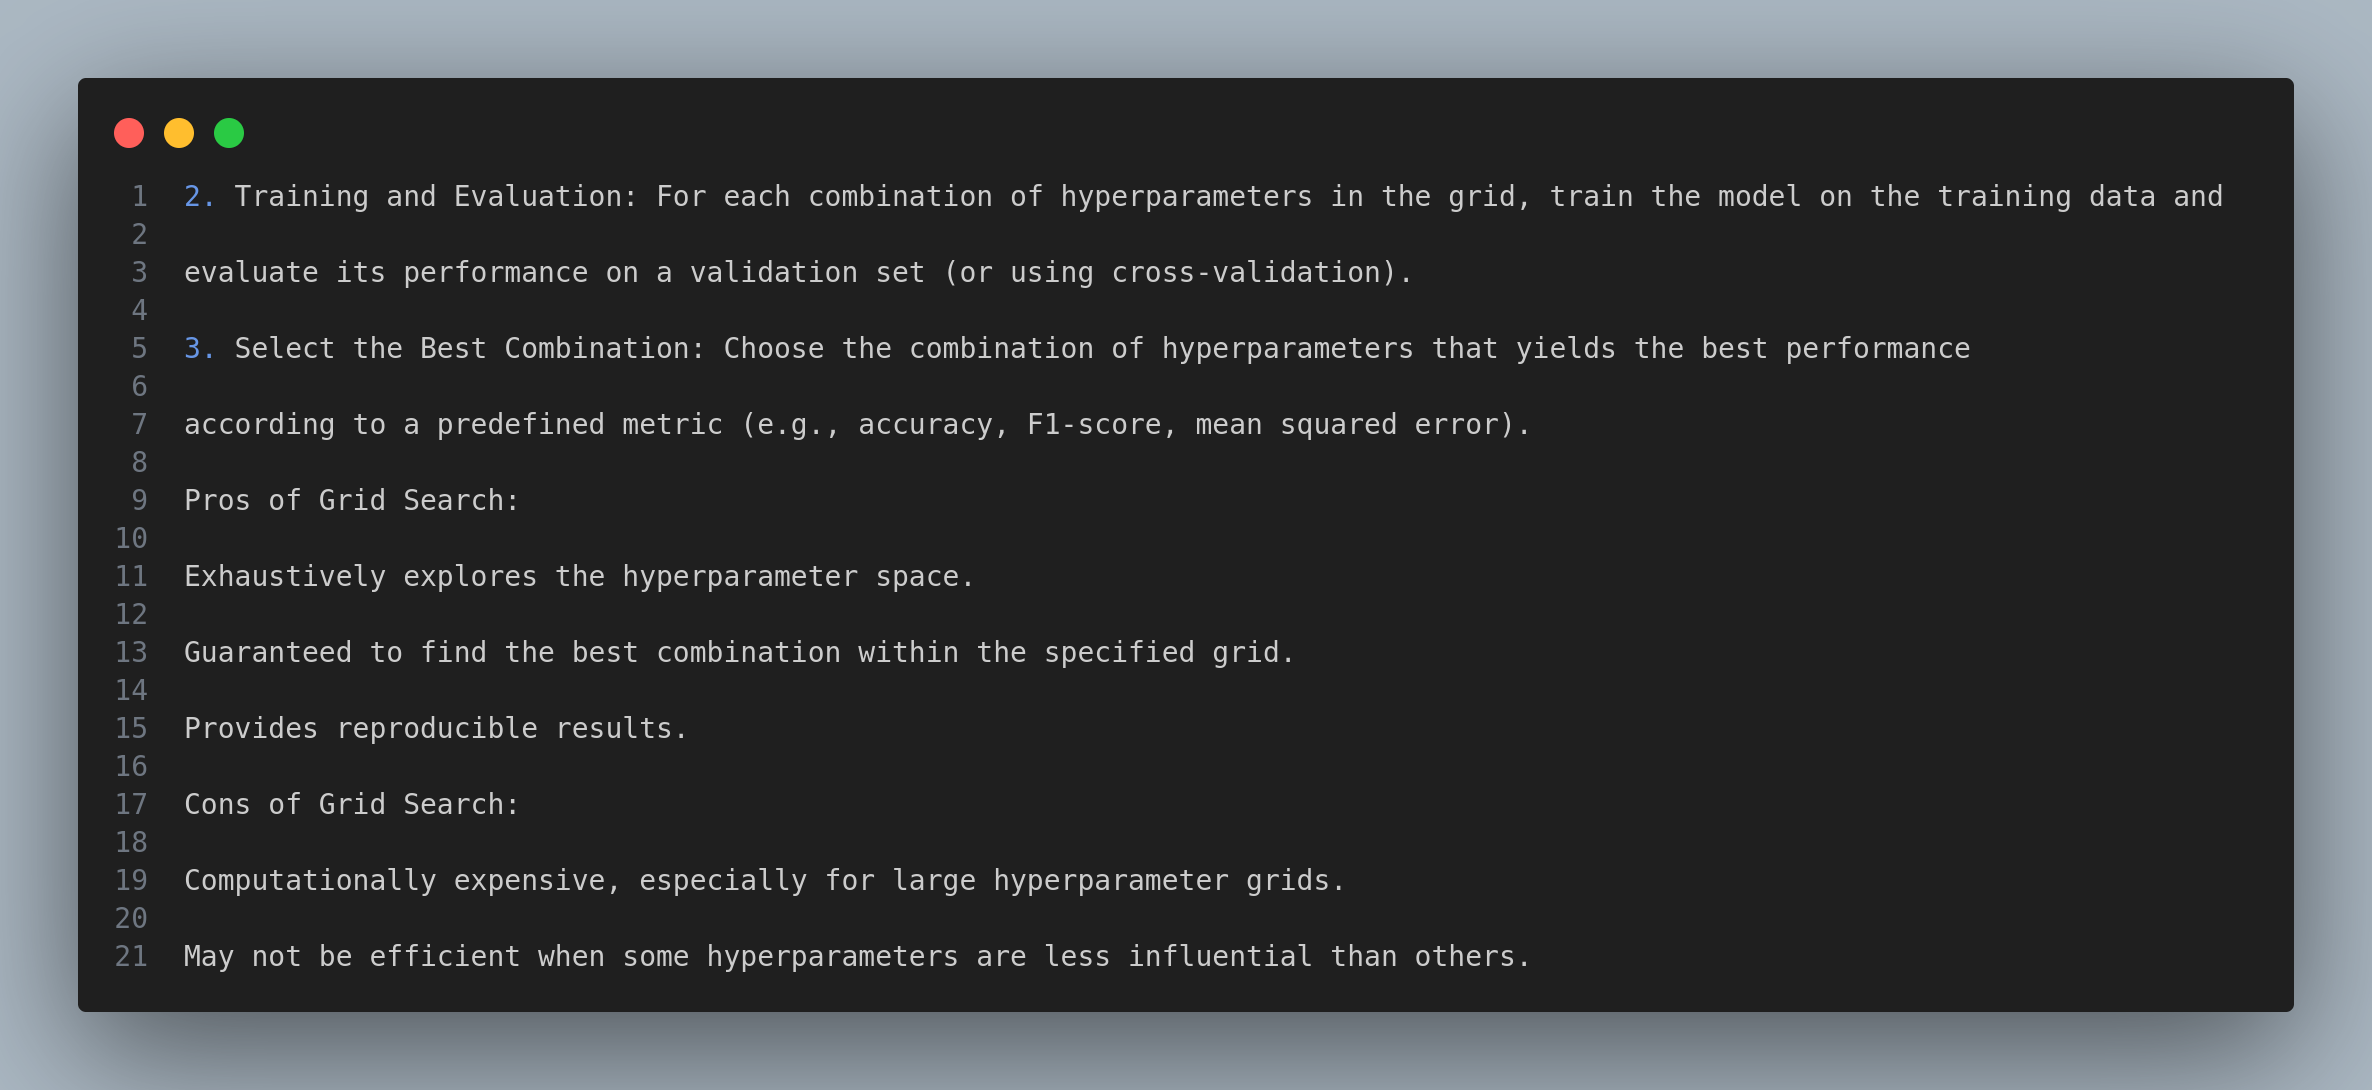 1 2. Training and Evaluation: For each combination of hyperparameters in the grid, train the model on the training data and
2
3 evaluate its performance on a validation set (or using cross-validation).
4
5 3. Select the Best Combination: Choose the combination of hyperparameters that yields the best performance
6
7 according to a predefined metric (e.g., accuracy, F1-score, mean squared error).
8
9 Pros of Grid Search:
10
11 Exhaustively explores the hyperparameter space.
12
13 Guaranteed to find the best combination within the specified grid.
14
15 Provides reproducible results.
16
17 Cons of Grid Search:
18
19 Computationally expensive, especially for large hyperparameter grids.
20
21 May not be efficient when some hyperparameters are less influential than others.